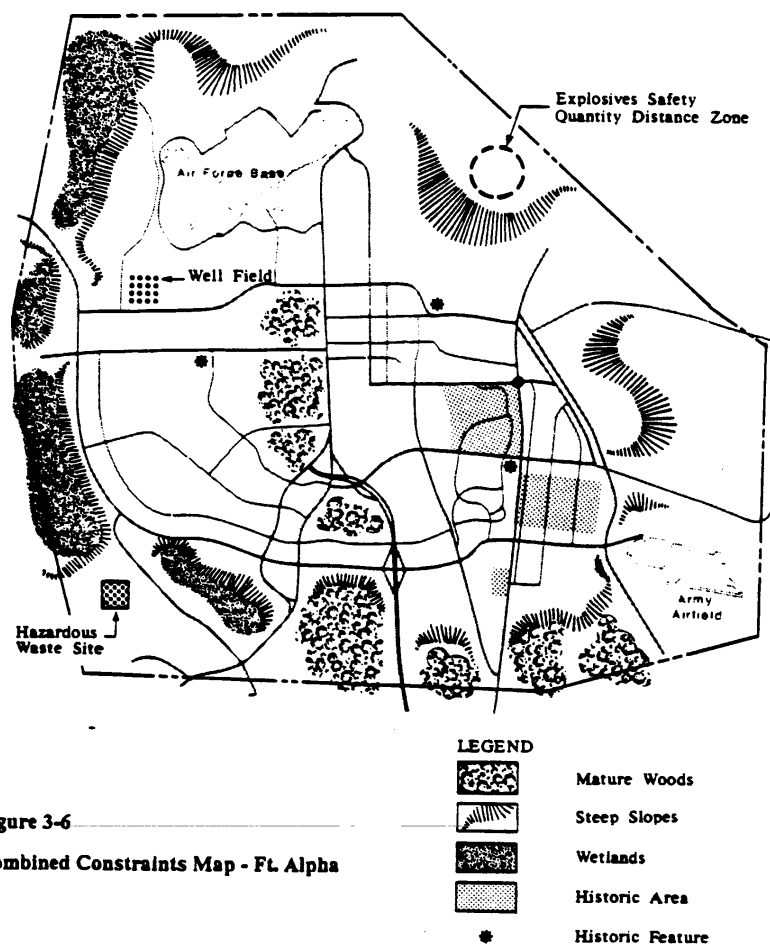 Explosives Safety
Quantity Distance Zone
Air Force Base
Well Field
Army
Airfield
Hazardous
Waste Site
LEGEND
Mature Woods
Steep Slopes
Wetlands
Historic Area
Historic Feature
gure 3-6
ombined Constraints Map - Ft. Alpha